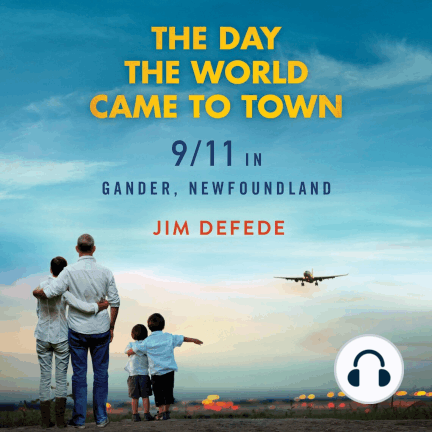 THE DAY
THE WORLD
CAME TO TOWN
9/11 IN
GANDER, NEWFOUNDLAND
JIM DEFEDE